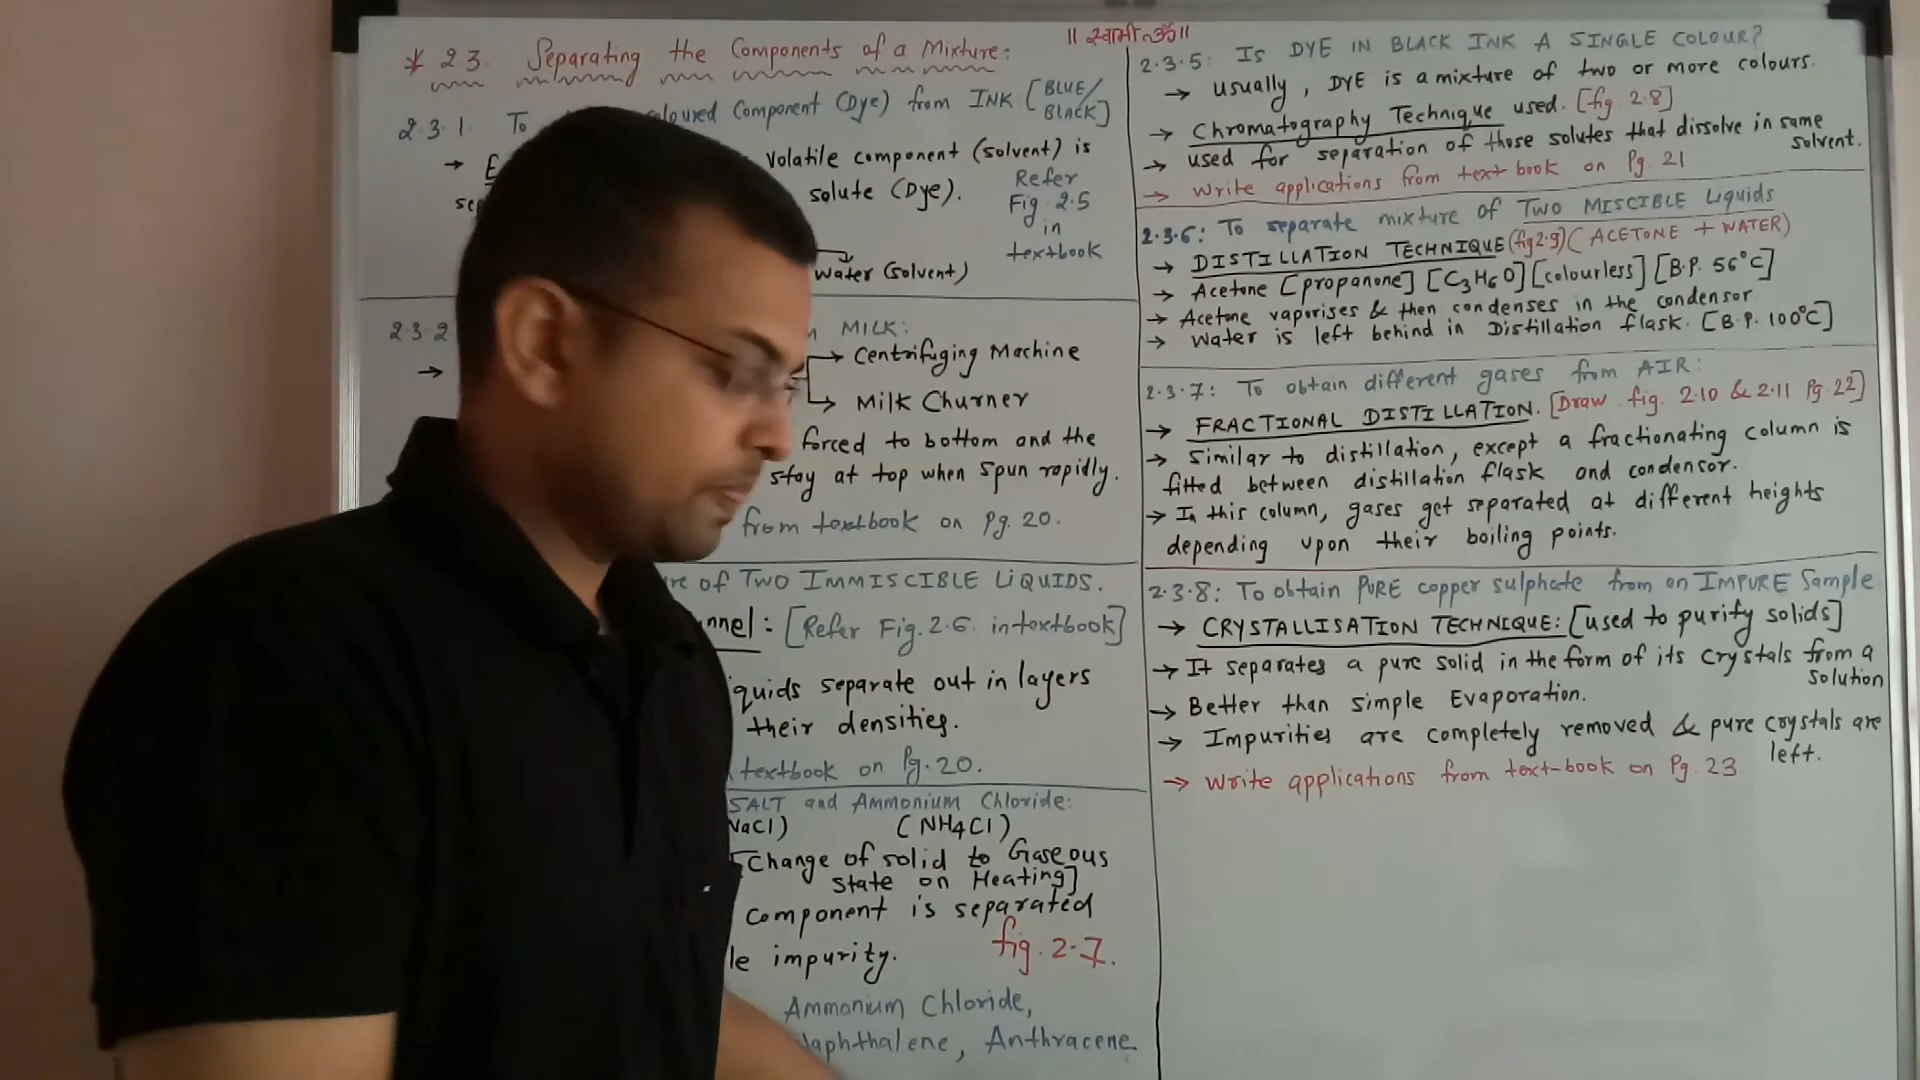 ॥ स्वामी ॐ ॥
* 2 3. Separating the Components of a Mixture:
2.3.1. To loured Component (Dye) from INK [BLUE/
BLACK]
→ E Volatile component (solvent) is
sep solute (Dye).
Refer
Fig 2.5
in
textbook
Water (solvent)
2.3.2 MILK:
→ → Centrifuging Machine
→ Milk Churner
forced to bottom and the
stay at top when spun rapidly.
from textbook on Pg. 20.
re of TWO IMMISCIBLE LIQUIDS.
nnel: [Refer Fig. 2.6. in textbook]
quids separate out in layers
their densities.
textbook on Pg. 20.
SALT and Ammonium Chloride:
NaCl) (NH4Cl)
[Change of solid to Gaseous
State on Heating]
component is separated
le impurity. fig. 2.7.
Ammonium Chloride,
Naphthalene, Anthracene.
2.3.5: Is DYE IN BLACK INK A SINGLE COLOUR?
→ usually, DYE is a mixture of two or more colours.
→ Chromatography Technique used. [fig 2.8]
→ used for separation of those solutes that dissolve in same
solvent.
→ write applications from text book on Pg. 21
2.3.6: To separate mixture of TWO MISCIBLE Liquids
→ DISTILLATION TECHNIQUE (fig 2.9) (ACETONE + WATER)
→ Acetone [propanone] [C3H6O] [colourless] [B.P. 56°C]
→ Acetone vaporises & then condenses in the condensor.
→ Water is left behind in Distillation flask. [B.P. 100°C]
2.3.7: To obtain different gases from AIR:
→ FRACTIONAL DISTILLATION. [Draw fig. 2.10 & 2.11 Pg. 22]
→ Similar to distillation, except a fractionating column is
fitted between distillation flask and condensor.
→ In this column, gases get separated at different heights
depending upon their boiling points.
2.3.8: To obtain PURE copper sulphate from an IMPURE Sample
→ CRYSTALLISATION TECHNIQUE: [used to purify solids]
→ It separates a pure solid in the form of its crystals from a
solution
→ Better than simple Evaporation.
→ Impurities are completely removed & pure crystals are
left.
→ write applications from text-book on Pg. 23